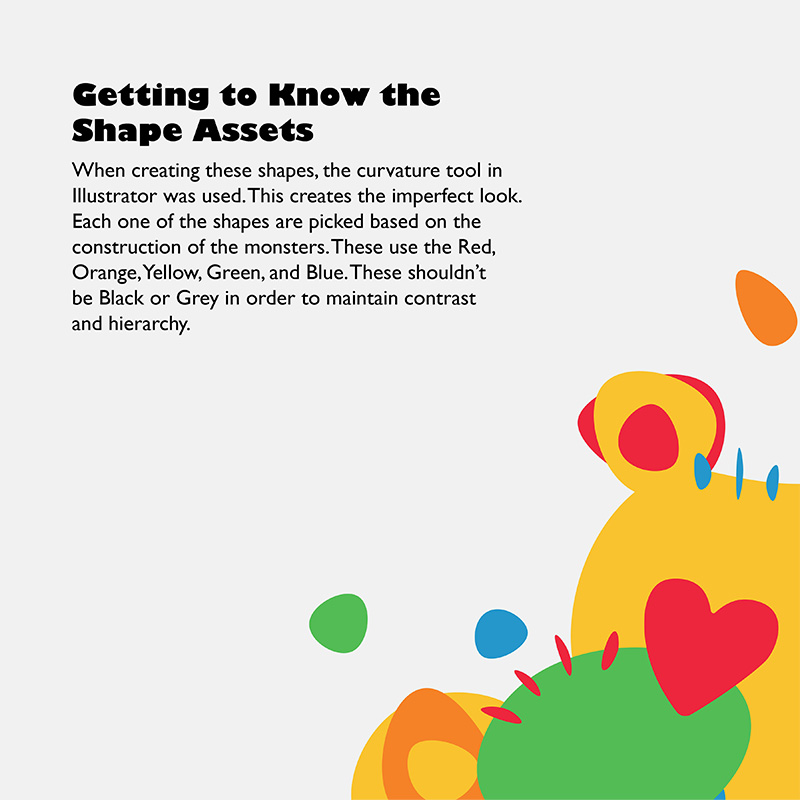 Getting to Know the
Shape Assets
When creating these shapes, the curvature tool in
Illustrator was used. This creates the imperfect look.
Each one of the shapes are picked based on the
construction of the monsters. These use the Red,
Orange, Yellow, Green, and Blue. These shouldn’t
be Black or Grey in order to maintain contrast
and hierarchy.